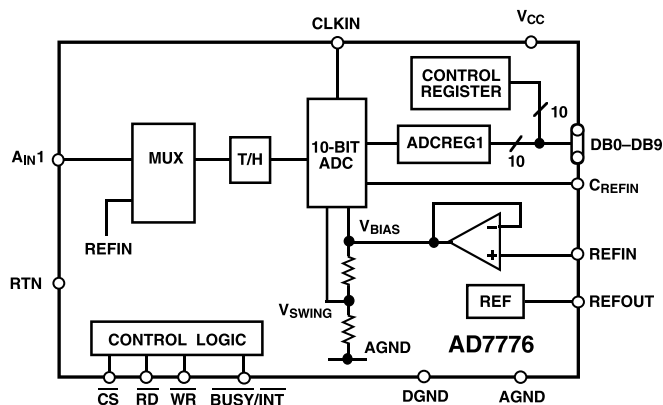 CLKIN
VCC
CONTROL
REGISTER
10
AIN1
MUX
T/H
10-BIT
ADC
ADCREG1
10
DB0–DB9
CREFIN
REFIN
VBIAS
–
+
REFIN
RTN
VSWING
REF
REFOUT
CONTROL LOGIC
AGND
AD7776
CS
RD
WR
BUSY/INT
DGND
AGND